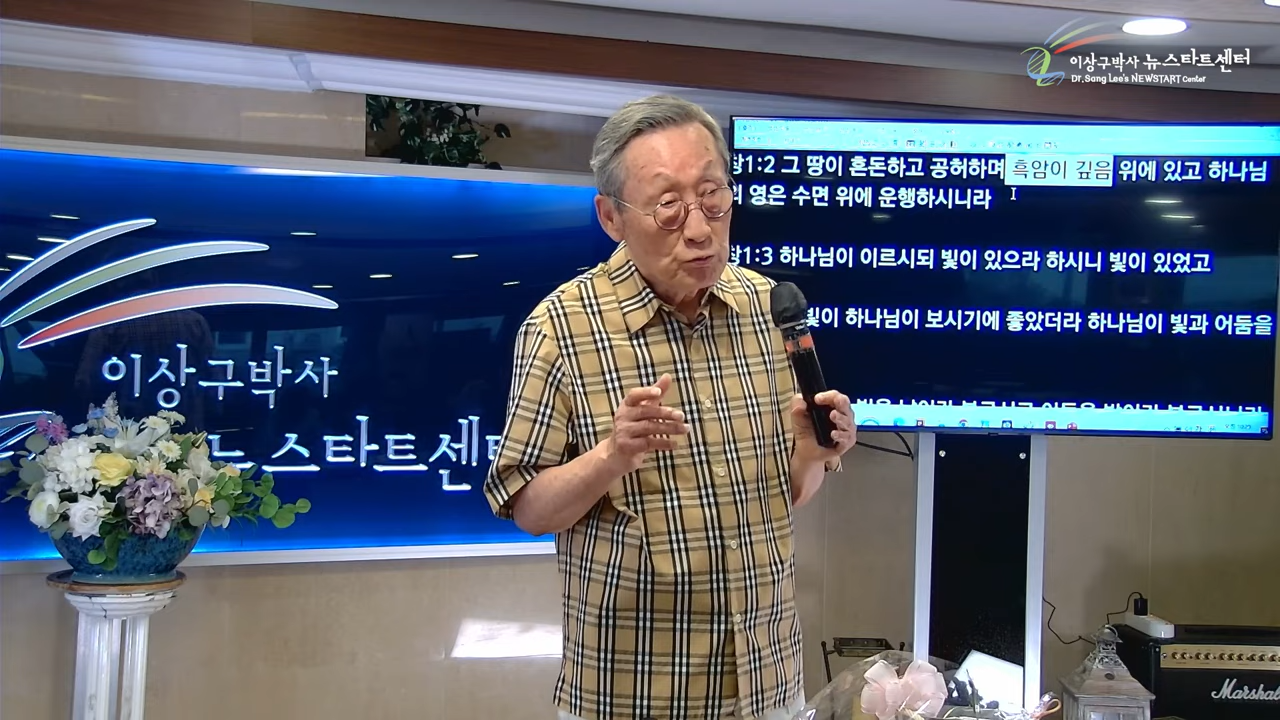 이상구박사 뉴스타트센터
Dr. Sang Lee's NEWSTART Center
창1:2 그 땅이 혼돈하고 공허하며 흑암이 깊음 위에 있고 하나님
의 영은 수면 위에 운행하시니라
창1:3 하나님이 이르시되 빛이 있으라 하시니 빛이 있었고
빛이 하나님이 보시기에 좋았더라 하나님이 빛과 어둠을
이상구박사
뉴스타트센터
Marshall